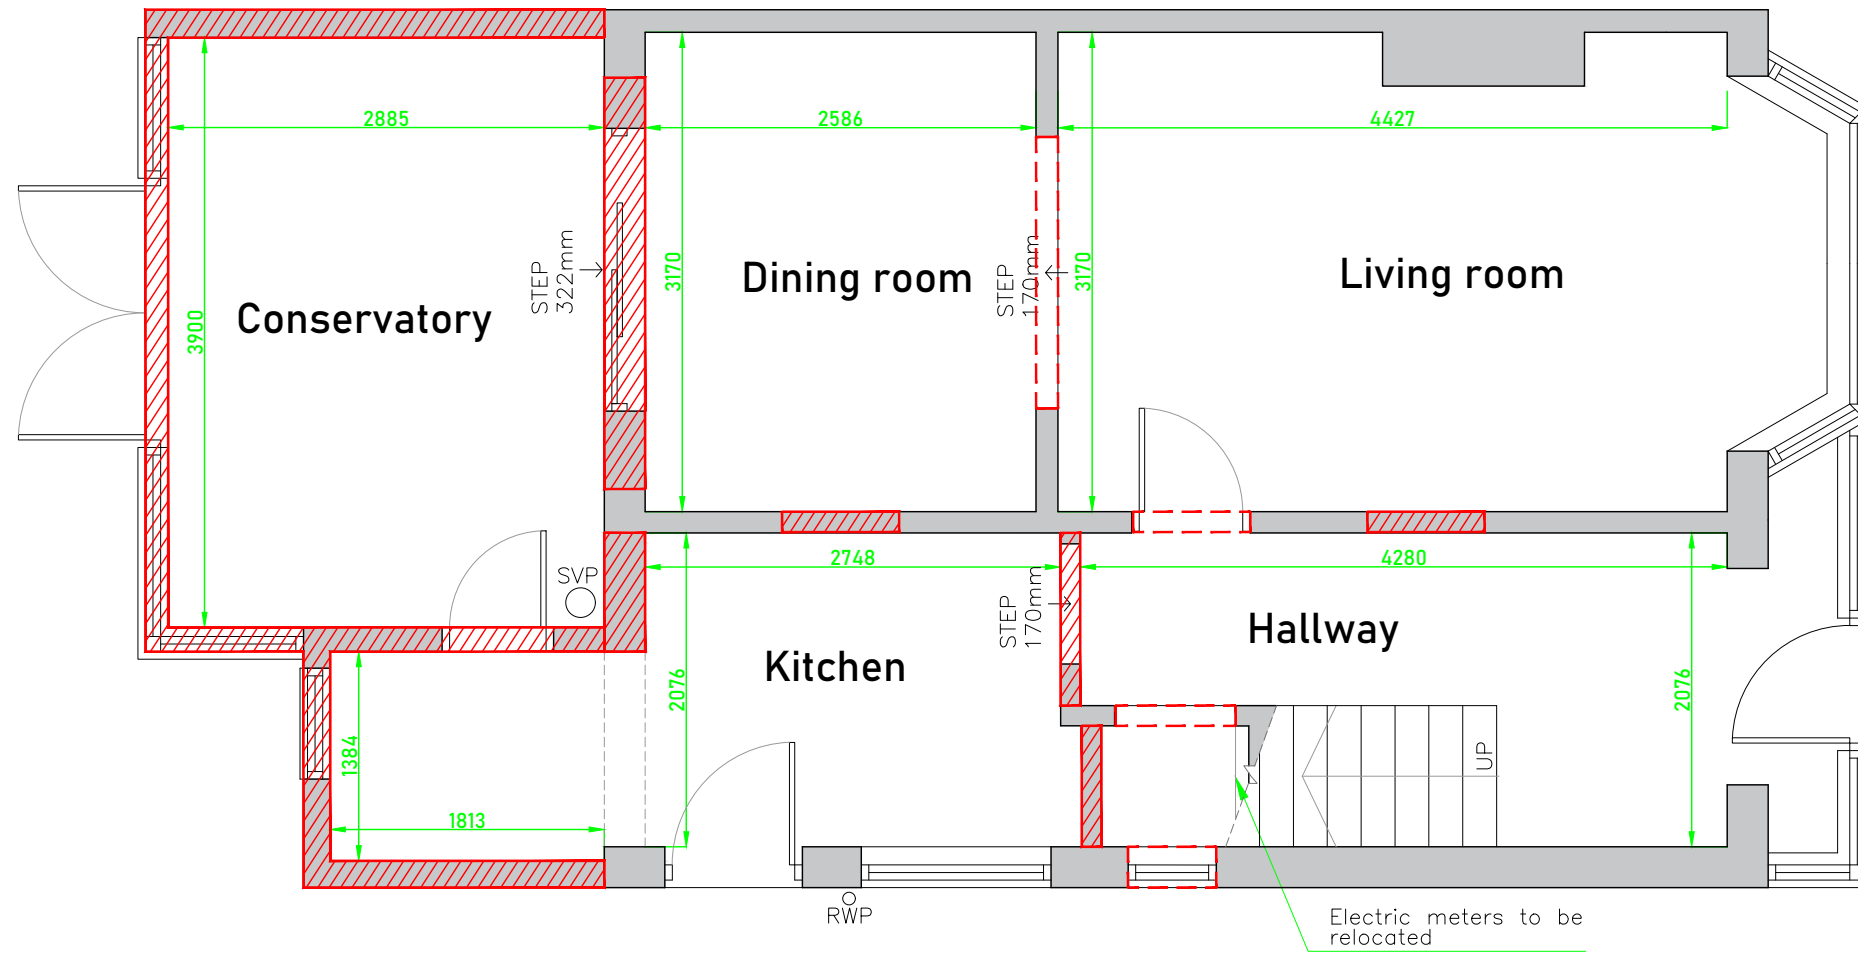 2885
2586
4427
STEP
322mm
3170
STEP
170mm
3170
Dining room
Living room
Conservatory
3900
SVP
2748
4280
STEP
170mm
Hallway
Kitchen
2076
2076
1384
UP
1813
RWP
Electric meters to be
relocated